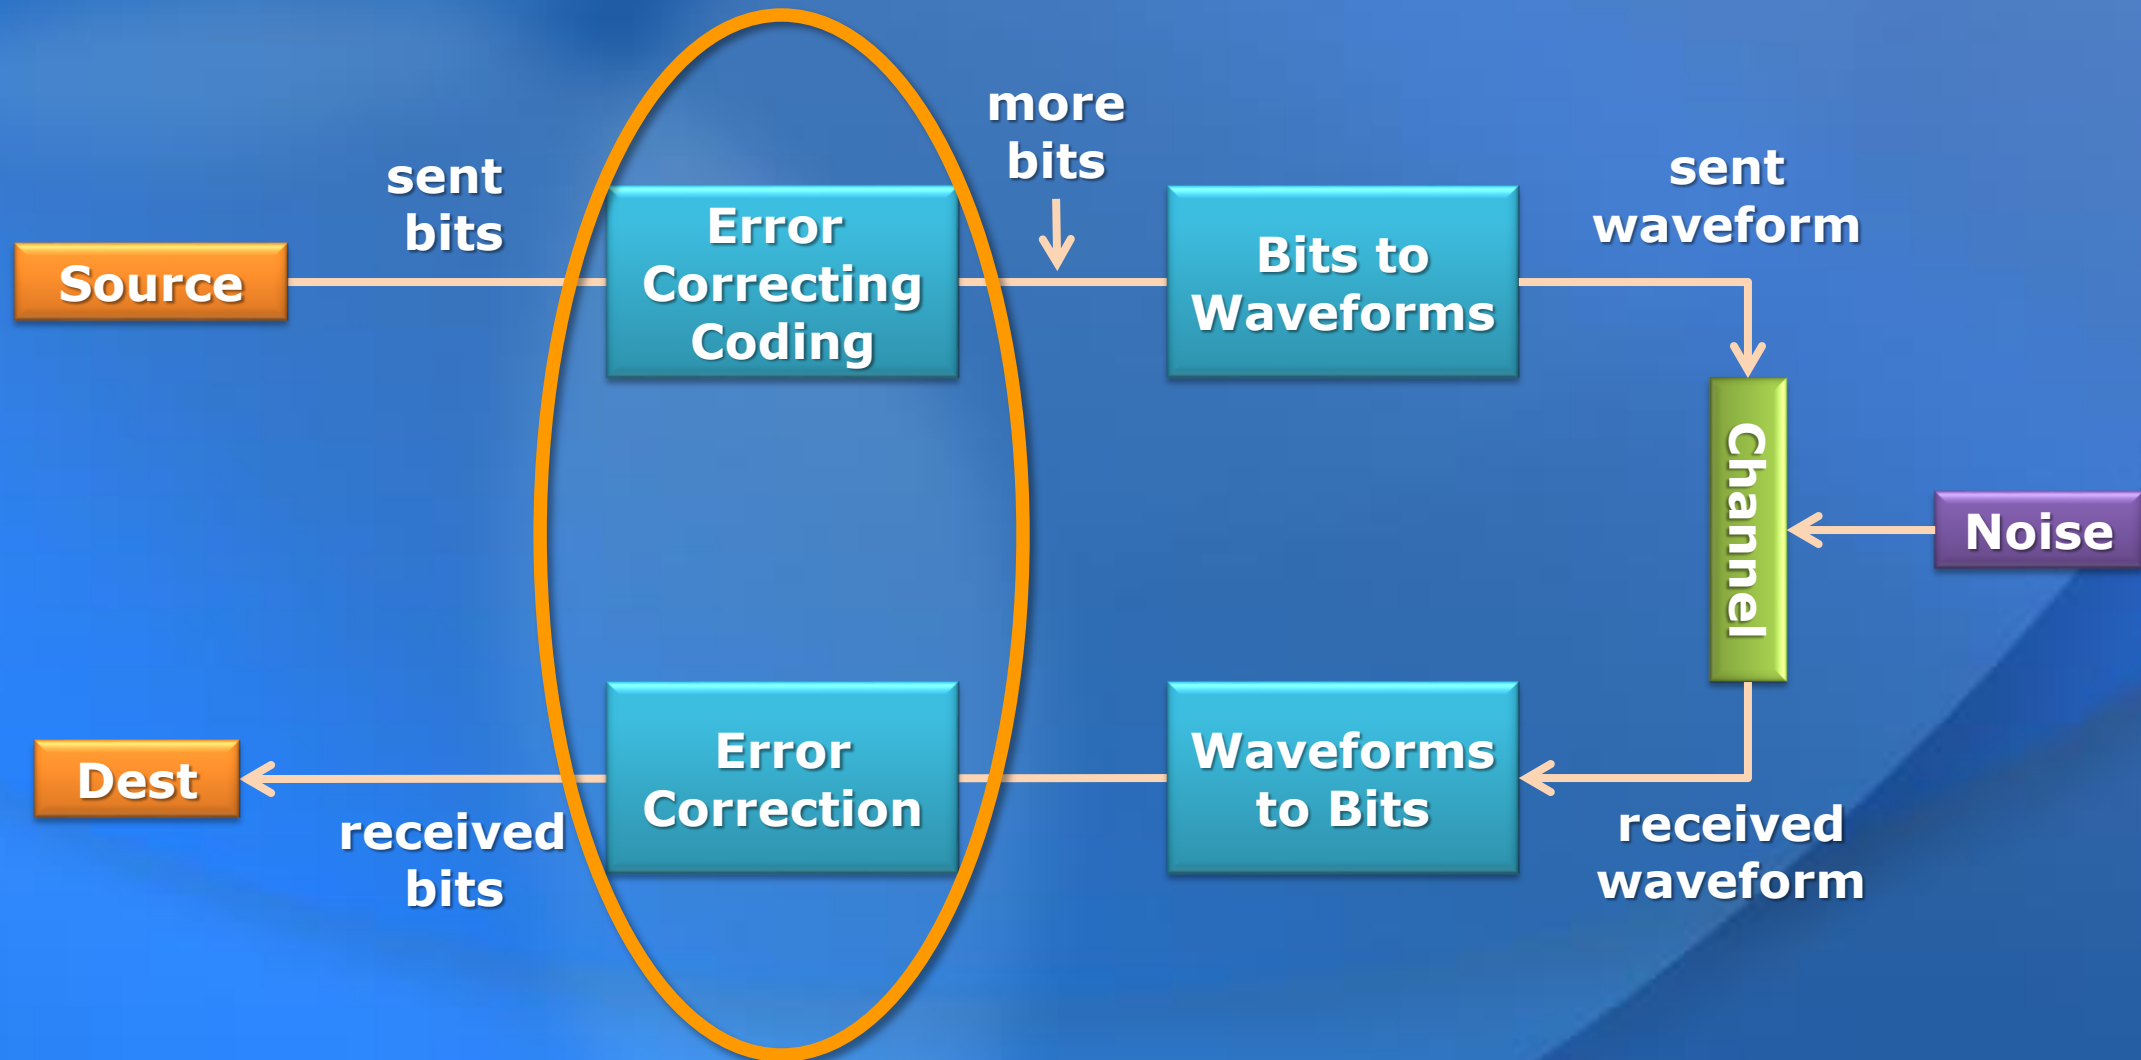 more
bits
sent
bits
sent
waveform
Source
Error
Correcting
Coding
Bits to
Waveforms
Channel
Noise
Dest
Error
Correction
Waveforms
to Bits
received
bits
received
waveform